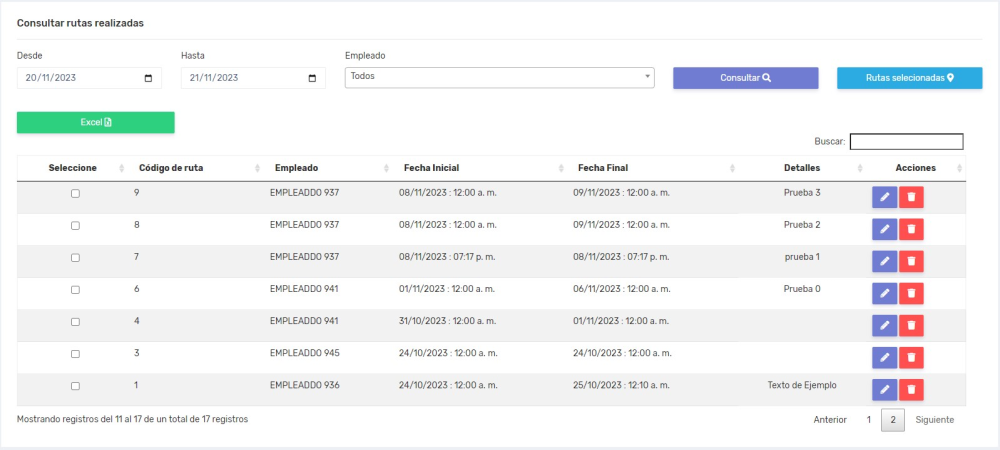 Consultar rutas realizadas
Desde Hasta Empleado
20/11/2023 21/11/2023 Todos Consultar Rutas selecionadas
Excel
Buscar:
Seleccione Código de ruta Empleado Fecha Inicial Fecha Final Detalles Acciones
9 EMPLEADDO 937 08/11/2023 : 12:00 a. m. 09/11/2023 : 12:00 a. m. Prueba 3
8 EMPLEADDO 937 08/11/2023 : 12:00 a. m. 09/11/2023 : 12:00 a. m. Prueba 2
7 EMPLEADDO 937 08/11/2023 : 07:17 p. m. 08/11/2023 : 07:17 p. m. prueba 1
6 EMPLEADDO 941 01/11/2023 : 12:00 a. m. 06/11/2023 : 12:00 a. m. Prueba 0
4 EMPLEADDO 941 31/10/2023 : 12:00 a. m. 01/11/2023 : 12:00 a. m.
3 EMPLEADDO 945 24/10/2023 : 12:00 a. m. 24/10/2023 : 12:00 a. m.
1 EMPLEADDO 936 24/10/2023 : 12:00 a. m. 25/10/2023 : 12:10 a. m. Texto de Ejemplo
Mostrando registros del 11 al 17 de un total de 17 registros Anterior 1 2 Siguiente